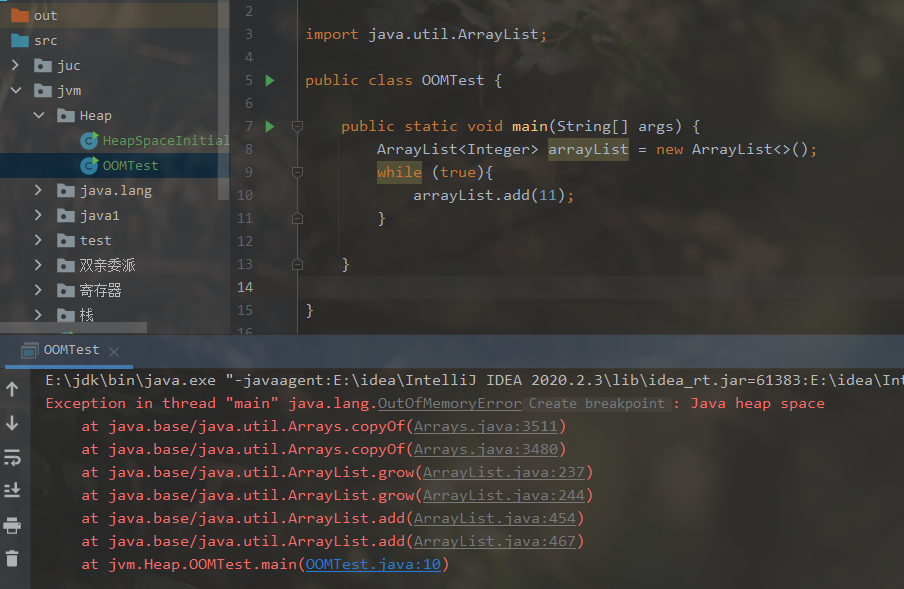 out
src
juc
jvm
Heap
HeapSpaceInitial
OOMTest
java.lang
java1
test
双亲委派
寄存器
栈
2
3 import java.util.ArrayList;
4
5 public class OOMTest {
6
7 public static void main(String[] args) {
8 ArrayList<Integer> arrayList = new ArrayList<>();
9 while (true){
10 arrayList.add(11);
11 }
12
13 }
14
15 }
16
OOMTest
E:\jdk\bin\java.exe "-javaagent:E:\idea\IntelliJ IDEA 2020.2.3\lib\idea_rt.jar=61383:E:\idea\Int
Exception in thread "main" java.lang.OutOfMemoryError Create breakpoint : Java heap space
at java.base/java.util.Arrays.copyOf(Arrays.java:3511)
at java.base/java.util.Arrays.copyOf(Arrays.java:3480)
at java.base/java.util.ArrayList.grow(ArrayList.java:237)
at java.base/java.util.ArrayList.grow(ArrayList.java:244)
at java.base/java.util.ArrayList.add(ArrayList.java:454)
at java.base/java.util.ArrayList.add(ArrayList.java:467)
at jvm.Heap.OOMTest.main(OOMTest.java:10)